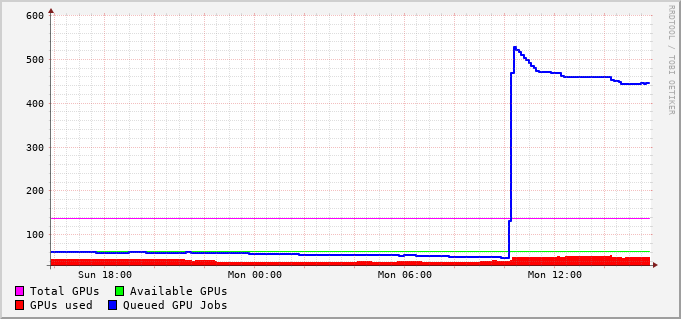 600
500
400
300
200
100
Sun 18:00 Mon 00:00 Mon 06:00 Mon 12:00
Total GPUs Available GPUs
GPUs used Queued GPU Jobs
RRDTOOL / TOBI OETIKER